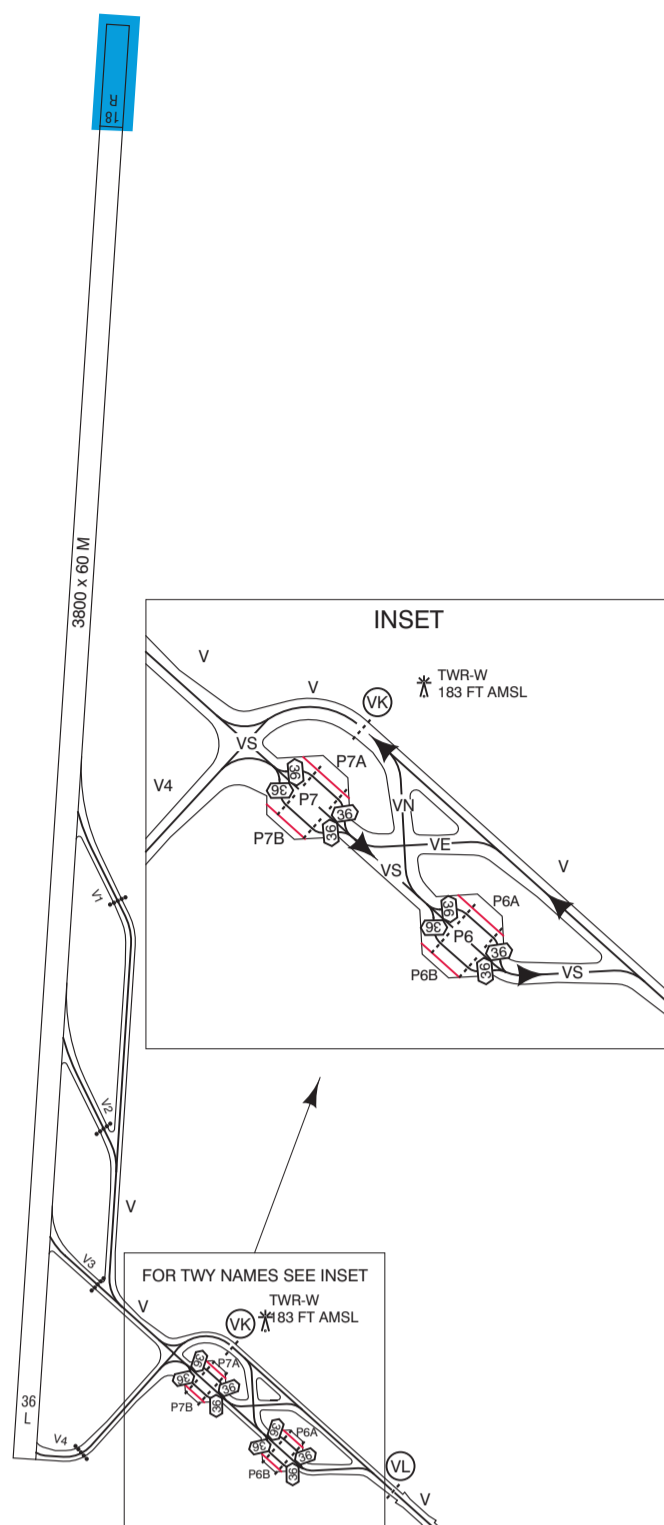 18
R
3800 x 60 M
INSET
V
V
VK
TWR-W
183 FT AMSL
VS
P7A
36
36
P7
V4
VN
36
P7B
36
VE
VS
V
P6A
36
36
P6
36
P6B
36
VS
V1
V2
V
V3
FOR TWY NAMES SEE INSET
TWR-W
183 FT AMSL
V
VK
36
P7A
36
36
P7B
36
36
L
V4
36
P6A
36
36
P6B
36
VL
V